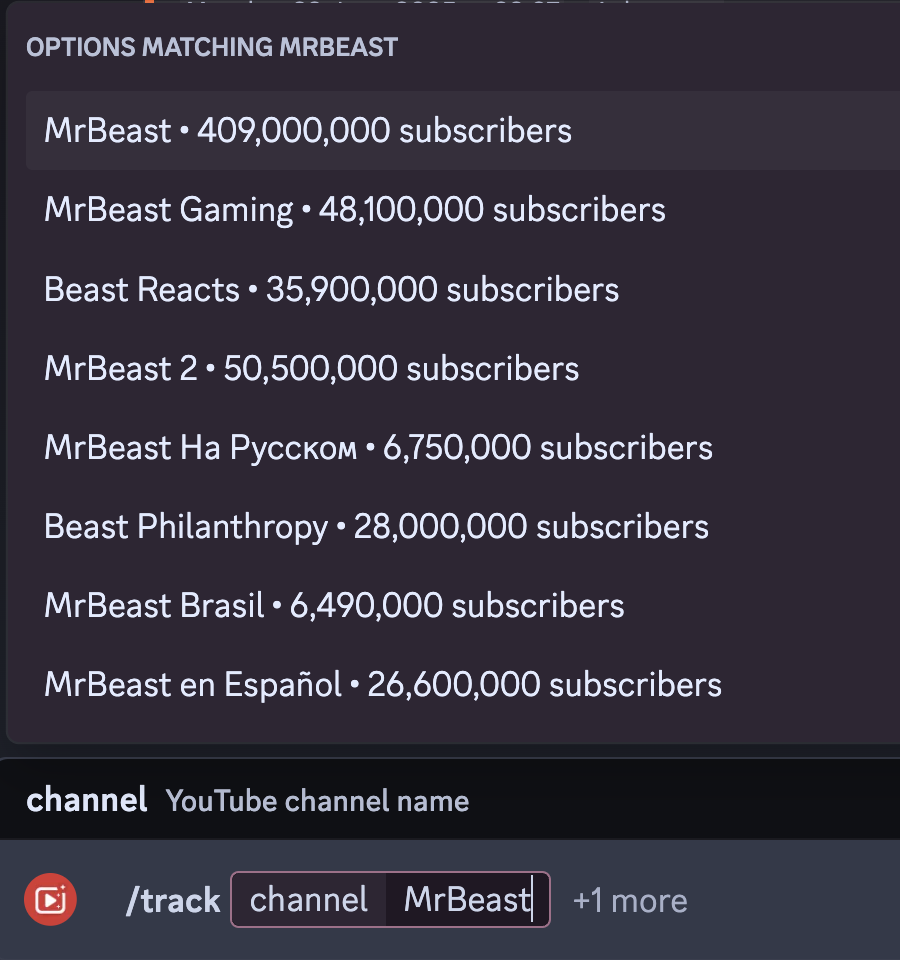 OPTIONS MATCHING MRBEAST
MrBeast • 409,000,000 subscribers
MrBeast Gaming • 48,100,000 subscribers
Beast Reacts • 35,900,000 subscribers
MrBeast 2 • 50,500,000 subscribers
MrBeast На Русском • 6,750,000 subscribers
Beast Philanthropy • 28,000,000 subscribers
MrBeast Brasil • 6,490,000 subscribers
MrBeast en Español • 26,600,000 subscribers
channel YouTube channel name
/track channel MrBeast +1 more